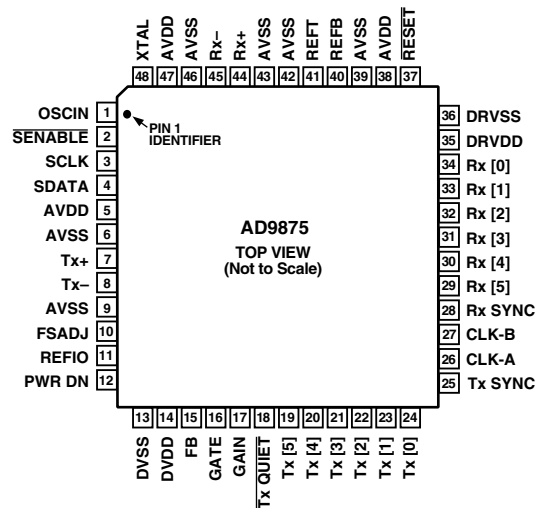 XTAL
AVDD
AVSS
Rx–
Rx+
AVSS
AVSS
REFT
REFB
AVSS
AVDD
RESET
48 47 46 45 44 43 42 41 40 39 38 37
OSCIN 1
SENABLE 2
SCLK 3
SDATA 4
AVDD 5
AVSS 6
Tx+ 7
Tx– 8
AVSS 9
FSADJ 10
REFIO 11
PWR DN 12
PIN 1
IDENTIFIER
AD9875
TOP VIEW
(Not to Scale)
36 DRVSS
35 DRVDD
34 Rx [0]
33 Rx [1]
32 Rx [2]
31 Rx [3]
30 Rx [4]
29 Rx [5]
28 Rx SYNC
27 CLK-B
26 CLK-A
25 Tx SYNC
13 14 15 16 17 18 19 20 21 22 23 24
DVSS
DVDD
FB
GATE
GAIN
Tx QUIET
Tx [5]
Tx [4]
Tx [3]
Tx [2]
Tx [1]
Tx [0]